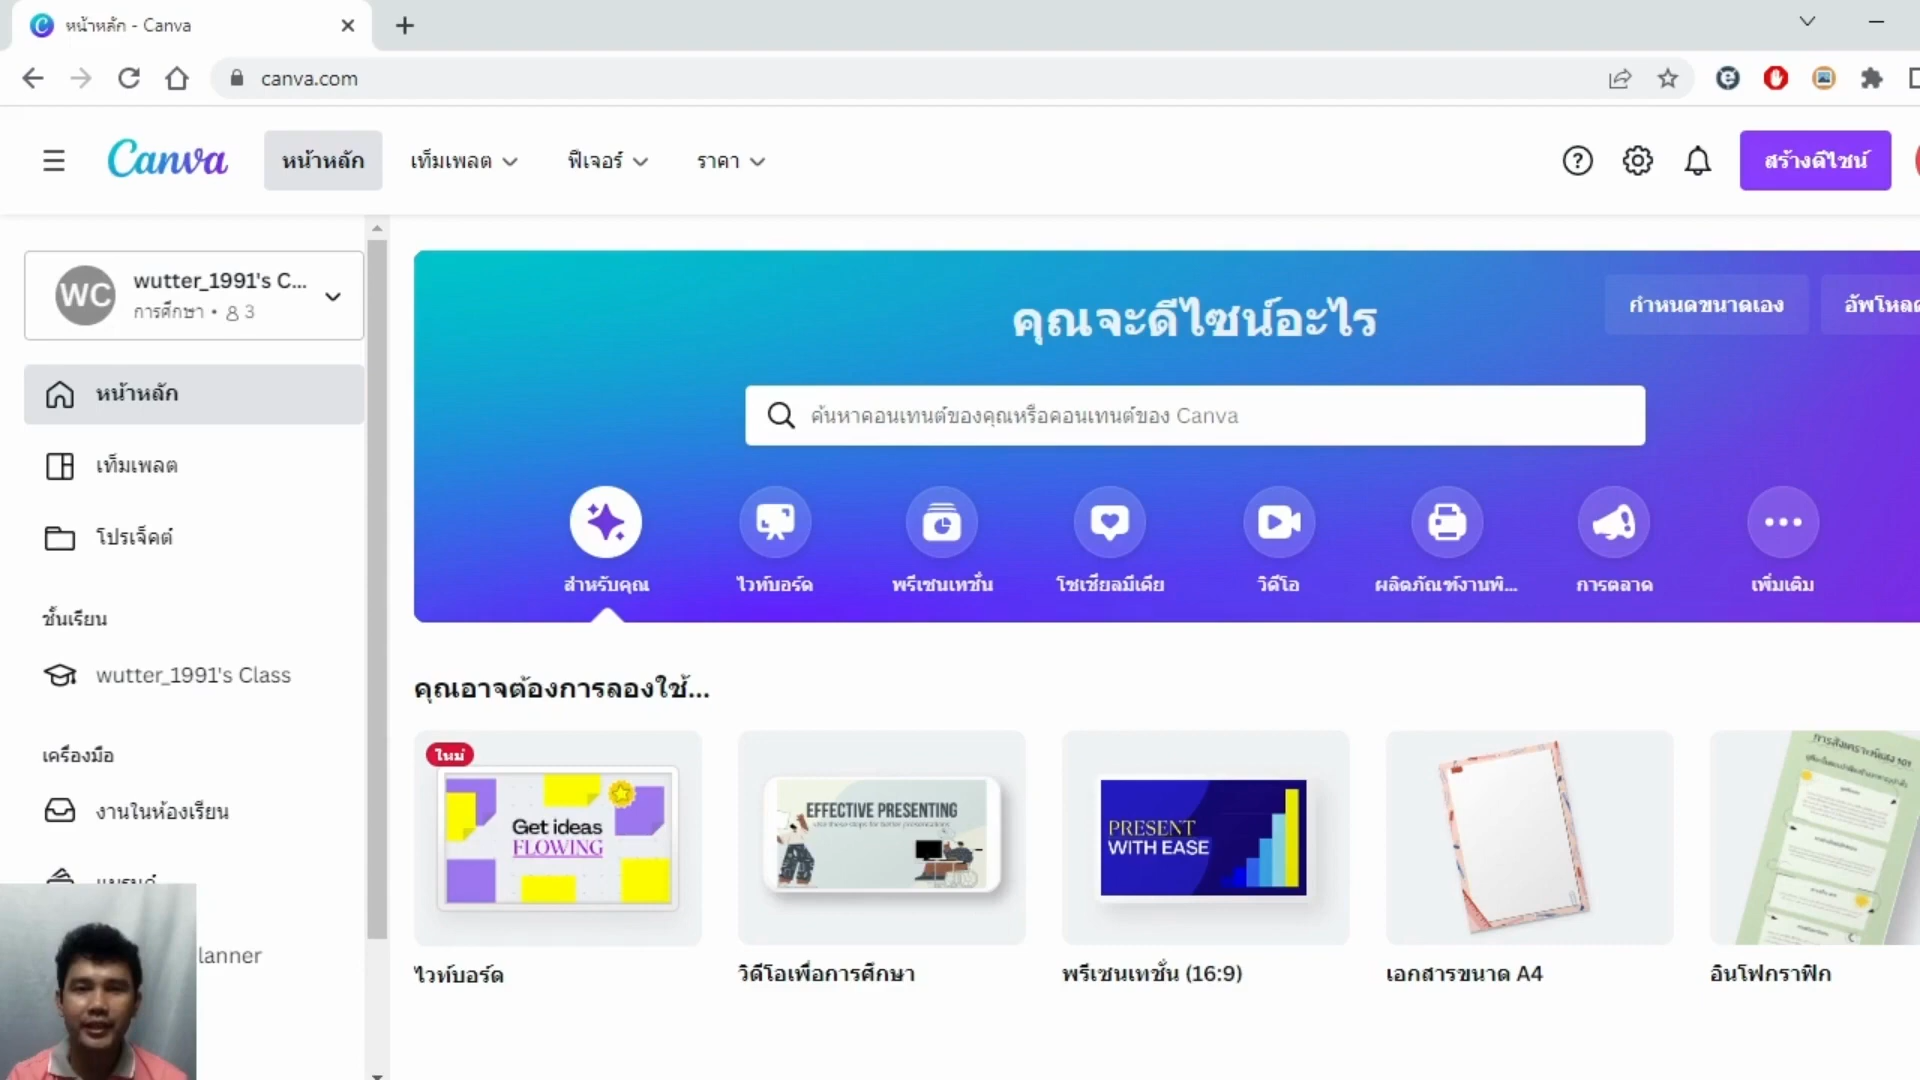 หน้าหลัก - Canva
canva.com
Canva
หน้าหลัก
เท็มเพลต
ฟีเจอร์
ราคา
สร้างดีไซน์
WC
wutter_1991's C...
การศึกษา • 3
หน้าหลัก
เท็มเพลต
โปรเจ็คต์
ชั้นเรียน
wutter_1991's Class
เครื่องมือ
งานในห้องเรียน
lanner
คุณจะดีไซน์อะไร
กำหนดขนาดเอง
อัพโหลด
ค้นหาคอนเทนต์ของคุณหรือคอนเทนต์ของ Canva
สำหรับคุณ
ไวท์บอร์ด
พรีเซนเทชั่น
โซเชียลมีเดีย
วิดีโอ
ผลิตภัณฑ์งานพิ...
การตลาด
เพิ่มเติม
คุณอาจต้องการลองใช้...
ใหม่
Get ideas
FLOWING
EFFECTIVE PRESENTING
PRESENT
WITH EASE
ไวท์บอร์ด
วิดีโอเพื่อการศึกษา
พรีเซนเทชั่น (16:9)
เอกสารขนาด A4
อินโฟกราฟิก